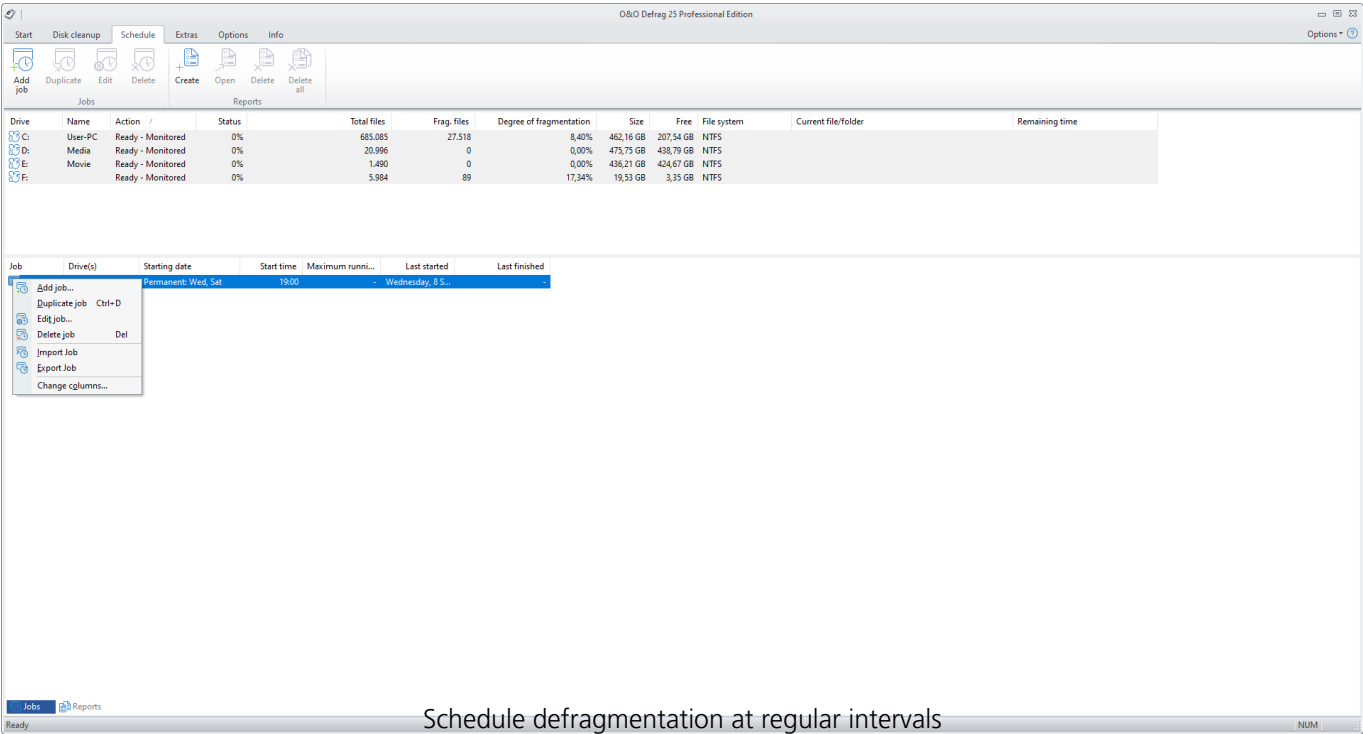 O&O Defrag 25 Professional Edition
Start Disk cleanup Schedule Extras Options Info Options
Add job Duplicate Edit Delete Create Open Delete Delete all
Jobs Reports
Drive Name Action Status Total files Frag. files Degree of fragmentation Size Free File system Current file/folder Remaining time
C: User-PC Ready - Monitored 0% 685.085 27.518 8,40% 462,16 GB 207,54 GB NTFS
D: Media Ready - Monitored 0% 20.996 0 0,00% 475,75 GB 438,79 GB NTFS
E: Movie Ready - Monitored 0% 1.490 0 0,00% 436,21 GB 424,67 GB NTFS
F: Ready - Monitored 0% 5.984 89 17,34% 19,53 GB 3,35 GB NTFS
Job Drive(s) Starting date Start time Maximum runni... Last started Last finished
Permanent: Wed, Sat 19:00 - Wednesday, 8 S... -
Add job...
Duplicate job Ctrl+D
Edit job...
Delete job Del
Import Job
Export Job
Change columns...
Jobs Reports
Schedule defragmentation at regular intervals
Ready NUM